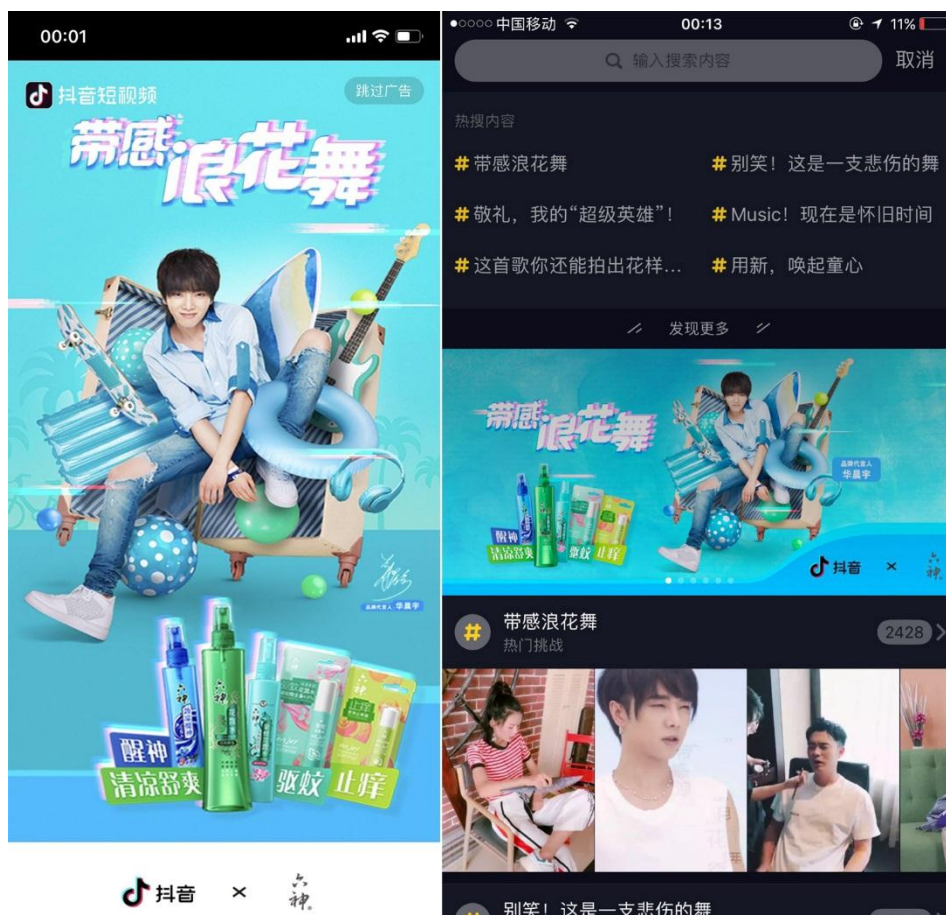 00:01
抖音短视频
跳过广告
带感浪花舞
品牌代言人 华晨宇
六神
止痒
醒神
清凉舒爽
驱蚊
止痒
抖音
×
六神
中国移动
00:13
11%
输入搜索内容
取消
热搜内容
#带感浪花舞
#别笑！这是一支悲伤的舞
#敬礼，我的“超级英雄”！
#Music！现在是怀旧时间
#这首歌你还能拍出花样...
#用新，唤起童心
发现更多
带感浪花舞
品牌代言人
华晨宇
醒神
清凉舒爽
驱蚊
止痒
抖音
×
六神
#
带感浪花舞
2428
热门挑战
#
别笑！这是一支悲伤的舞